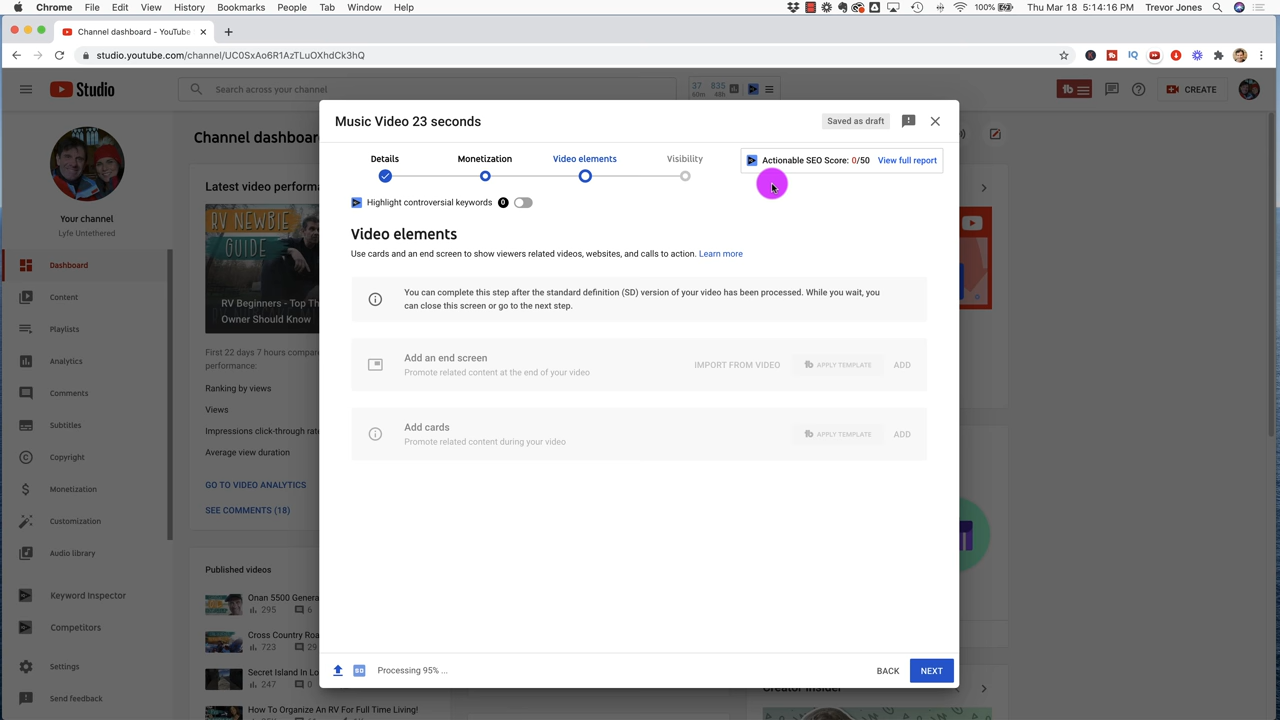 Chrome File Edit View History Bookmarks People Tab Window Help 100% Thu Mar 18 5:14:16 PM Trevor Jones
Channel dashboard - YouTube
studio.youtube.com/channel/UC0SxAo6R1AzTLuOXhdCk3hQ
Studio
Search across your channel
37 835
60m 48h
CREATE
Your channel
Lyfe Untethered
Dashboard
Content
Playlists
Analytics
Comments
Subtitles
Copyright
Monetization
Customization
Audio library
Keyword Inspector
Competitors
Settings
Send feedback
Channel dashboard
Latest video performa
RV NEWBIE
GUIDE
RV Beginners - Top Th
Owner Should Know
First 22 days 7 hours compare
performance:
Ranking by views
Views
Impressions click-through rate
Average view duration
GO TO VIDEO ANALYTICS
SEE COMMENTS (18)
Published videos
Onan 5500 Genera
295 6
Cross Country Roa
723 29
Secret Island In Lo
247 0
How To Organize An RV For Full Time Living!
Music Video 23 seconds
Saved as draft
Details
Monetization
Video elements
Visibility
Actionable SEO Score: 0/50 View full report
Highlight controversial keywords 0
Video elements
Use cards and an end screen to show viewers related videos, websites, and calls to action. Learn more
You can complete this step after the standard definition (SD) version of your video has been processed. While you wait, you
can close this screen or go to the next step.
Add an end screen
Promote related content at the end of your video
IMPORT FROM VIDEO
APPLY TEMPLATE
ADD
Add cards
Promote related content during your video
APPLY TEMPLATE
ADD
SD
Processing 95% ...
BACK
NEXT
Creator Insider